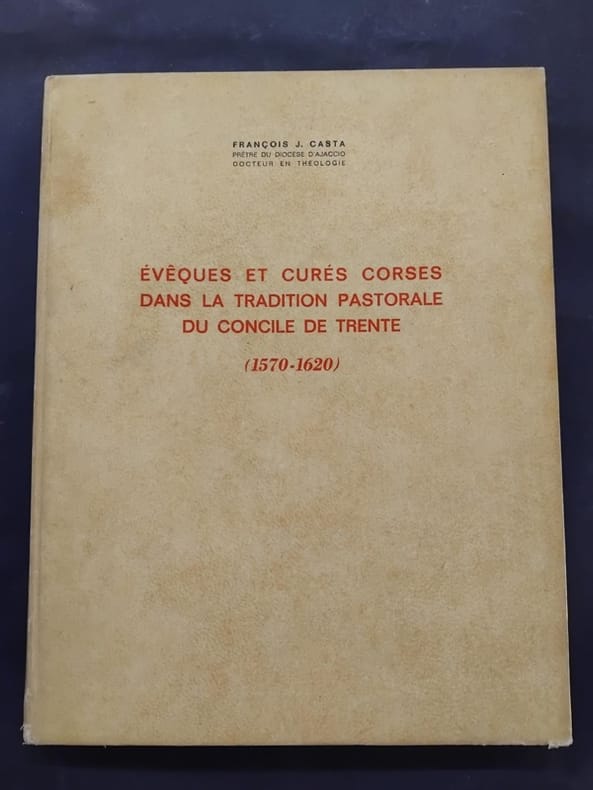 FRANÇOIS J. CASTA
PRÊTRE DU DIOCÈSE D'AJACCIO
DOCTEUR EN THÉOLOGIE
ÉVÊQUES ET CURÉS CORSES
DANS LA TRADITION PASTORALE
DU CONCILE DE TRENTE
(1570-1620)